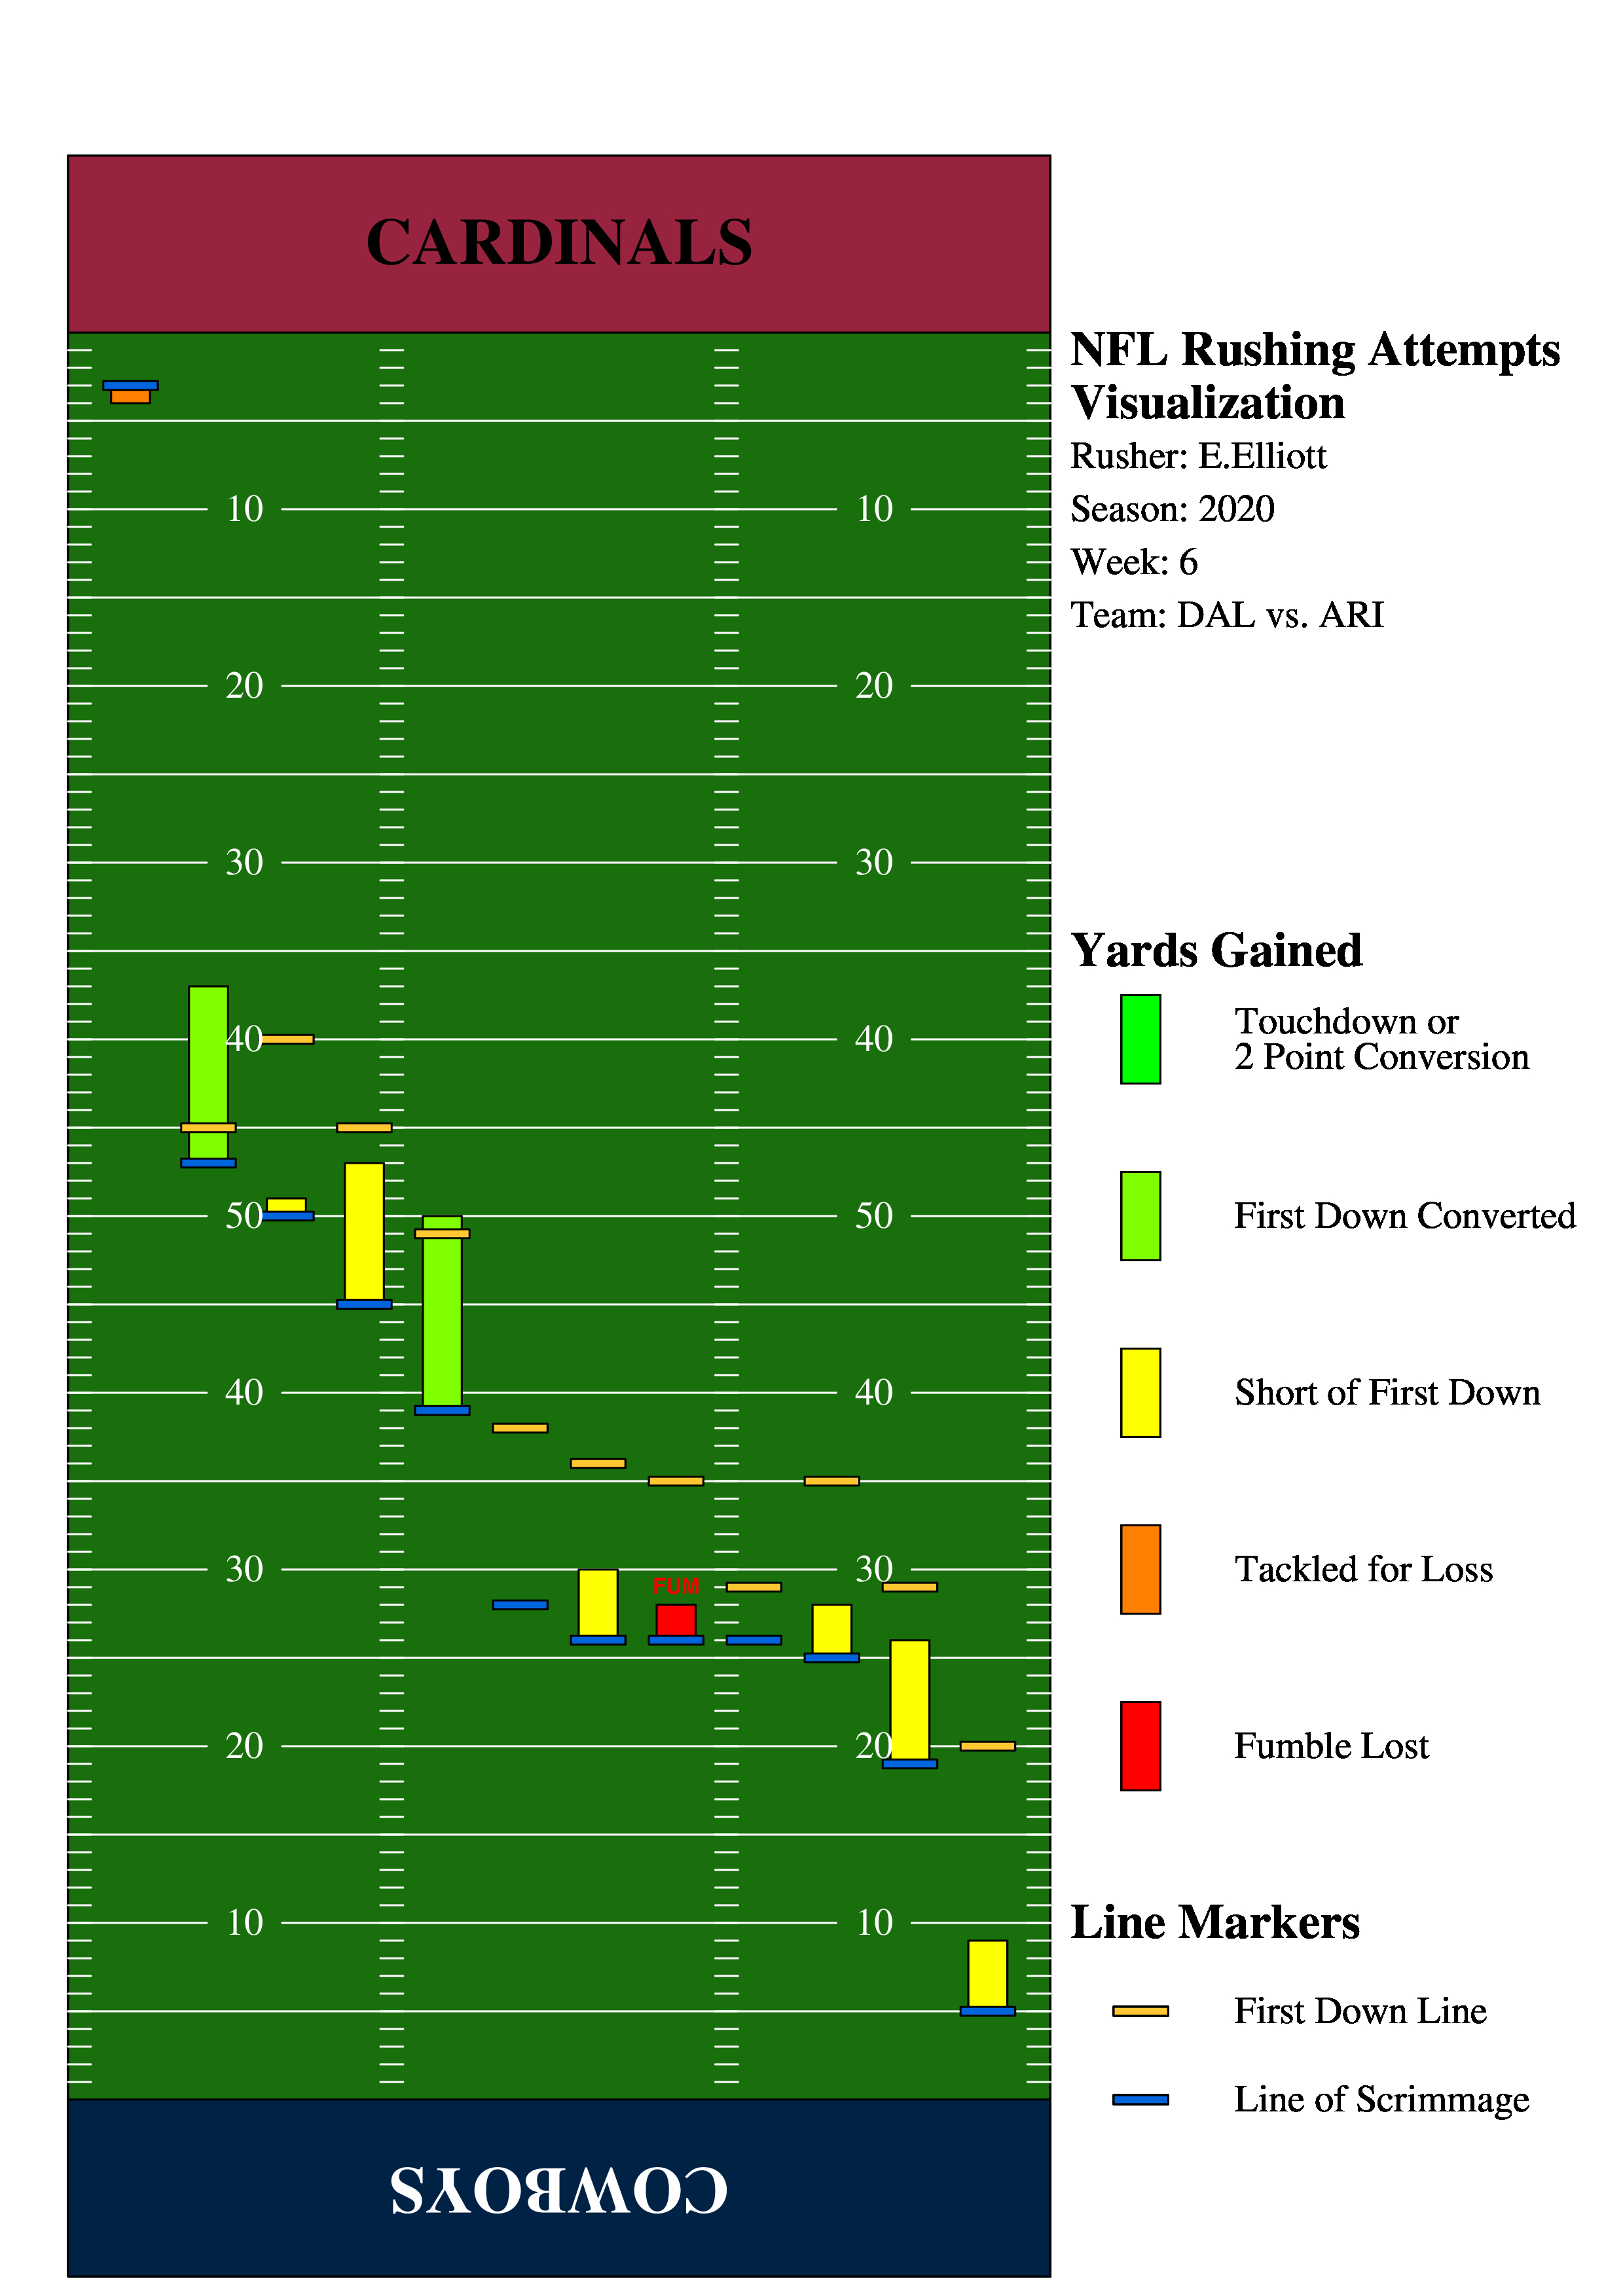 CARDINALS
NFL Rushing Attempts
Visualization
Rusher: E.Elliott
Season: 2020
Week: 6
Team: DAL vs. ARI
10 10
20 20
30 30
40 40
50 50
40 40
30 30
FUM
20 20
10 10
Yards Gained
Touchdown or
2 Point Conversion
First Down Converted
Short of First Down
Tackled for Loss
Fumble Lost
Line Markers
First Down Line
Line of Scrimmage
COWBOYS